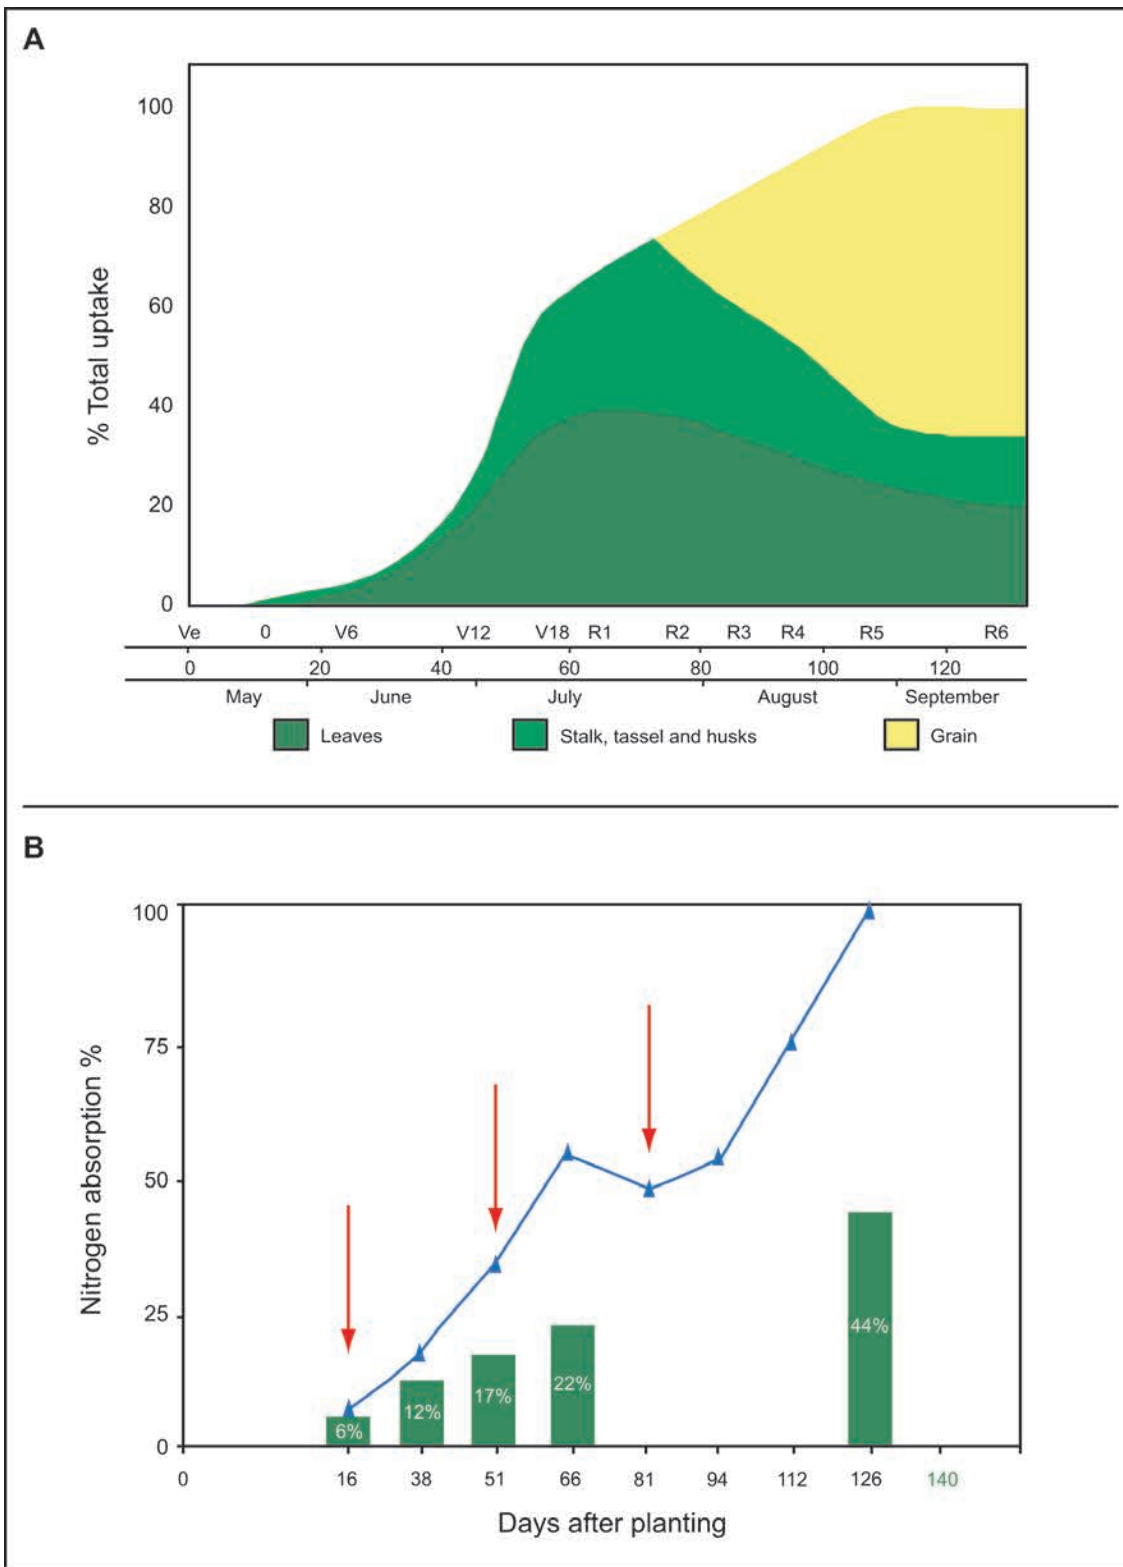 A
100
80
60
40
20
0
% Total uptake
Ve 0 V6 V12 V18 R1 R2 R3 R4 R5 R6
0 20 40 60 80 100 120
May June July August September
Leaves Stalk, tassel and husks Grain
B
100
75
50
25
0
Nitrogen absorption %
6% 12% 17% 22% 44%
0 16 38 51 66 81 94 112 126 140
Days after planting